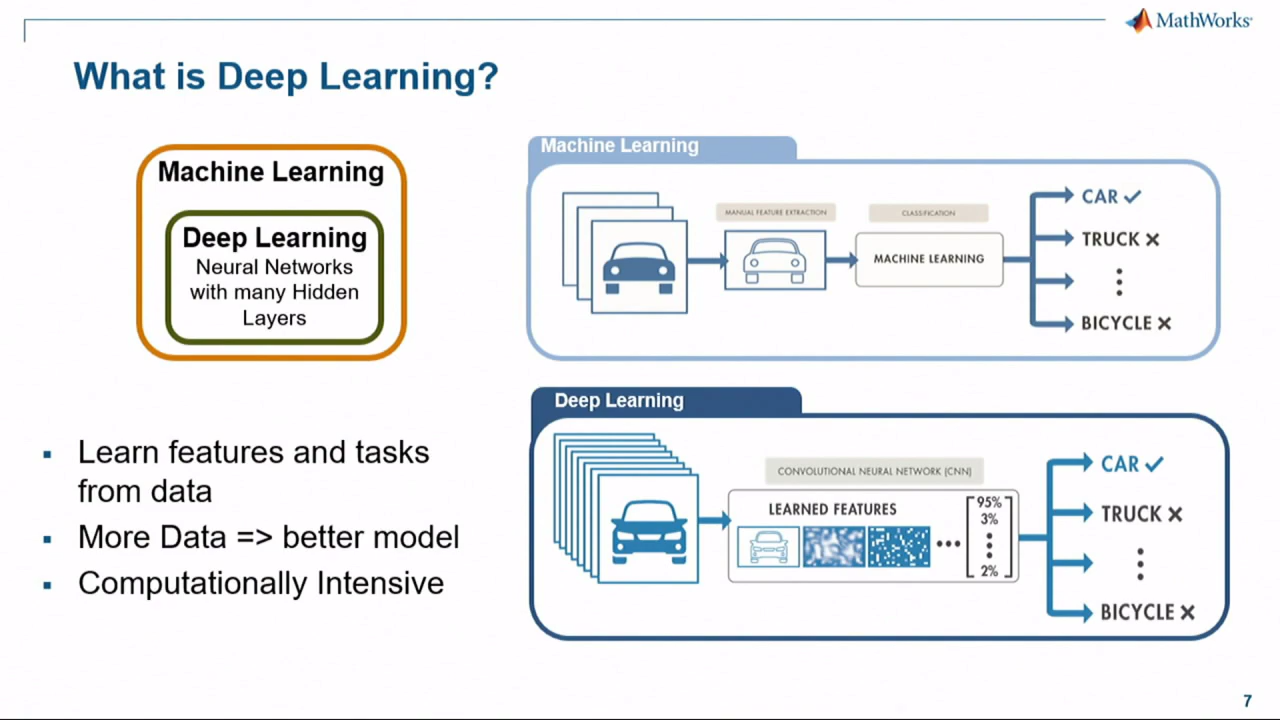 MathWorks
What is Deep Learning?
Machine Learning
Deep Learning
Neural Networks
with many Hidden
Layers
▪ Learn features and tasks
from data
▪ More Data => better model
▪ Computationally Intensive
Machine Learning
MANUAL FEATURE EXTRACTION
CLASSIFICATION
MACHINE LEARNING
CAR ✓
TRUCK ✕
⋮
BICYCLE ✕
Deep Learning
CONVOLUTIONAL NEURAL NETWORK (CNN)
LEARNED FEATURES
•••
95%
3%
⋮
2%
CAR ✓
TRUCK ✕
⋮
BICYCLE ✕
7